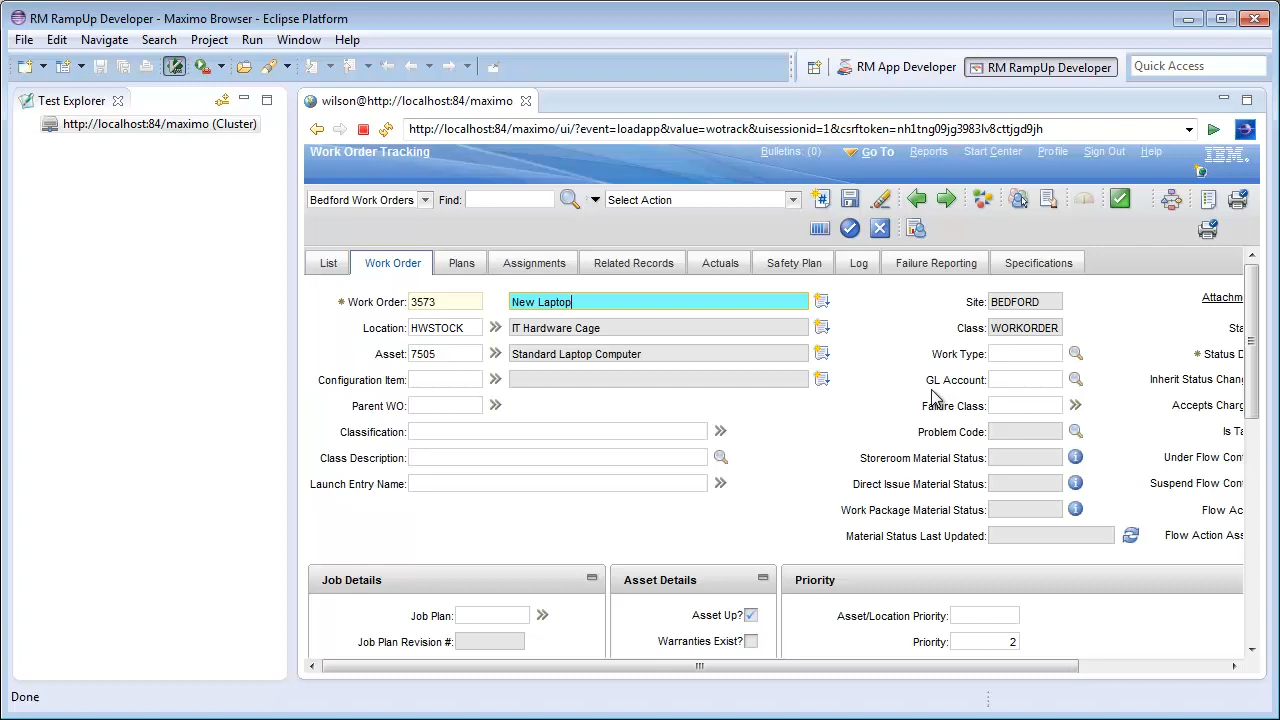 RM RampUp Developer - Maximo Browser - Eclipse Platform
File Edit Navigate Search Project Run Window Help
RM App Developer RM RampUp Developer Quick Access
Test Explorer wilson@http://localhost:84/maximo
http://localhost:84/maximo (Cluster)
http://localhost:84/maximo/ui/?event=loadapp&value=wotrack&uisessionid=1&csrftoken=nh1tng09jg3983lv8cttjgd9jh
Work Order Tracking Bulletins: (0) Go To Reports Start Center Profile Sign Out Help IBM.
Bedford Work Orders Find: Select Action
List Work Order Plans Assignments Related Records Actuals Safety Plan Log Failure Reporting Specifications
Work Order: 3573 New Laptop Site: BEDFORD Attachm
Location: HWSTOCK IT Hardware Cage Class: WORKORDER Sta
Asset: 7505 Standard Laptop Computer Work Type: Status D
Configuration Item: GL Account: Inherit Status Chang
Parent WO: Failure Class: Accepts Charg
Classification: Problem Code: Is Ta
Class Description: Storeroom Material Status: Under Flow Cont
Launch Entry Name: Direct Issue Material Status: Suspend Flow Cont
Work Package Material Status: Flow Ac
Material Status Last Updated: Flow Action Ass
Job Details Asset Details Priority
Job Plan: Asset Up? Asset/Location Priority:
Job Plan Revision #: Warranties Exist? Priority: 2
Done